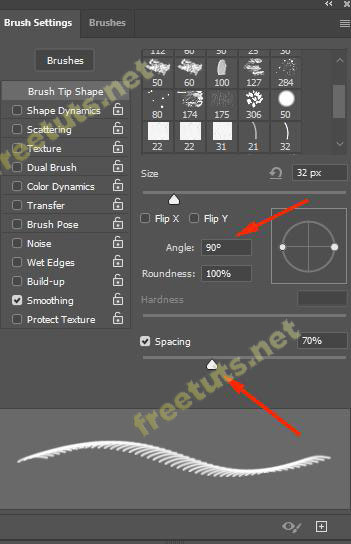 Brush Settings Brushes
Brushes
Brush Tip Shape
Shape Dynamics
Scattering
Texture
Dual Brush
Color Dynamics
Transfer
Brush Pose
Noise
Wet Edges
Build-up
Smoothing
Protect Texture
112 60 50 25 30
50 60 100 127 284
80 174 175 306 50
22 22 31 21 32
Size 32 px
Flip X Flip Y
Angle: 90º
Roundness: 100%
Hardness
Spacing 70%
freetuts.net
freetuts.net
freetuts.net